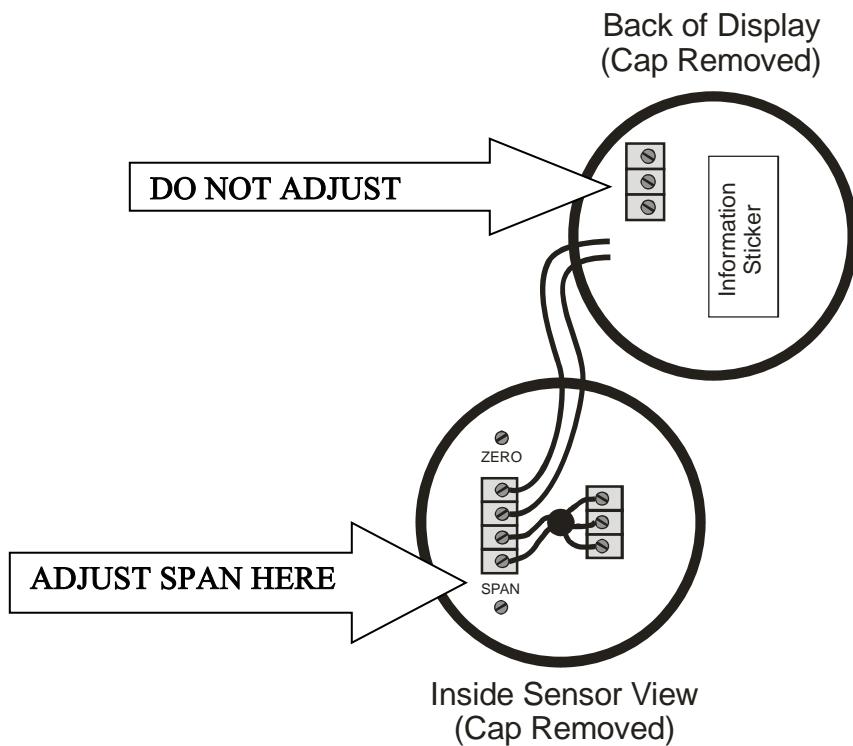 Back of Display
(Cap Removed)
DO NOT ADJUST
Information
Sticker
ZERO
ADJUST SPAN HERE
SPAN
Inside Sensor View
(Cap Removed)